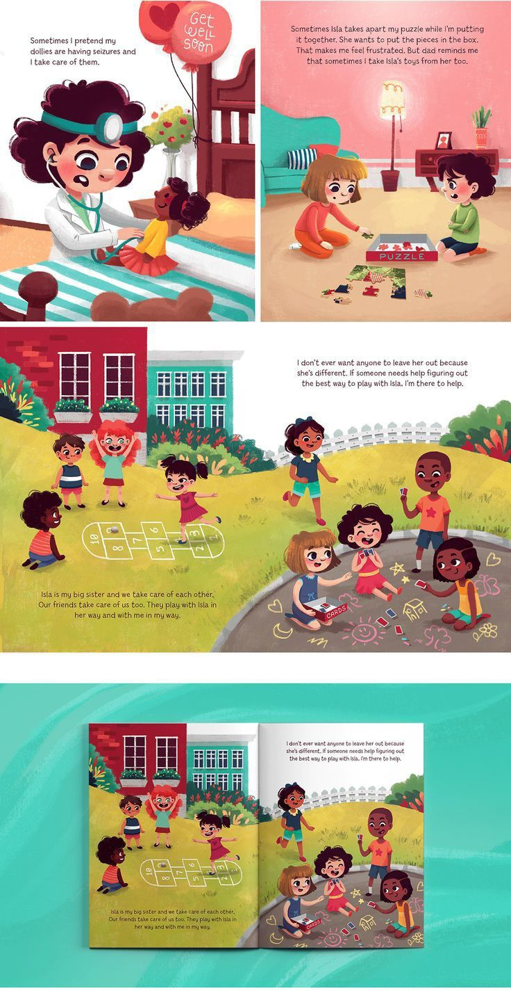 Sometimes I pretend my
dollies are having seizures and
I take care of them.
Get
well
soon
Sometimes Isla takes apart my puzzle while I'm putting
it together. She wants to put the pieces in the box.
That makes me feel frustrated. But dad reminds me
that sometimes I take Isla's toys from her too.
PUZZLE
I don't ever want anyone to leave her out because
she's different. If someone needs help figuring out
the best way to play with Isla, I'm there to help.
10
9
8
7
6
5
4
3
2
1
CARDS
Isla is my big sister and we take care of each other.
Our friends take care of us too. They play with Isla in
her way and with me in my way.
I don't ever want anyone to leave her out because
she's different. If someone needs help figuring out
the best way to play with Isla, I'm there to help.
10
9
8
7
6
5
3
2
1
CARDS
Isla is my big sister and we take care of each other.
Our friends take care of us too. They play with Isla in
her way and with me in my way.